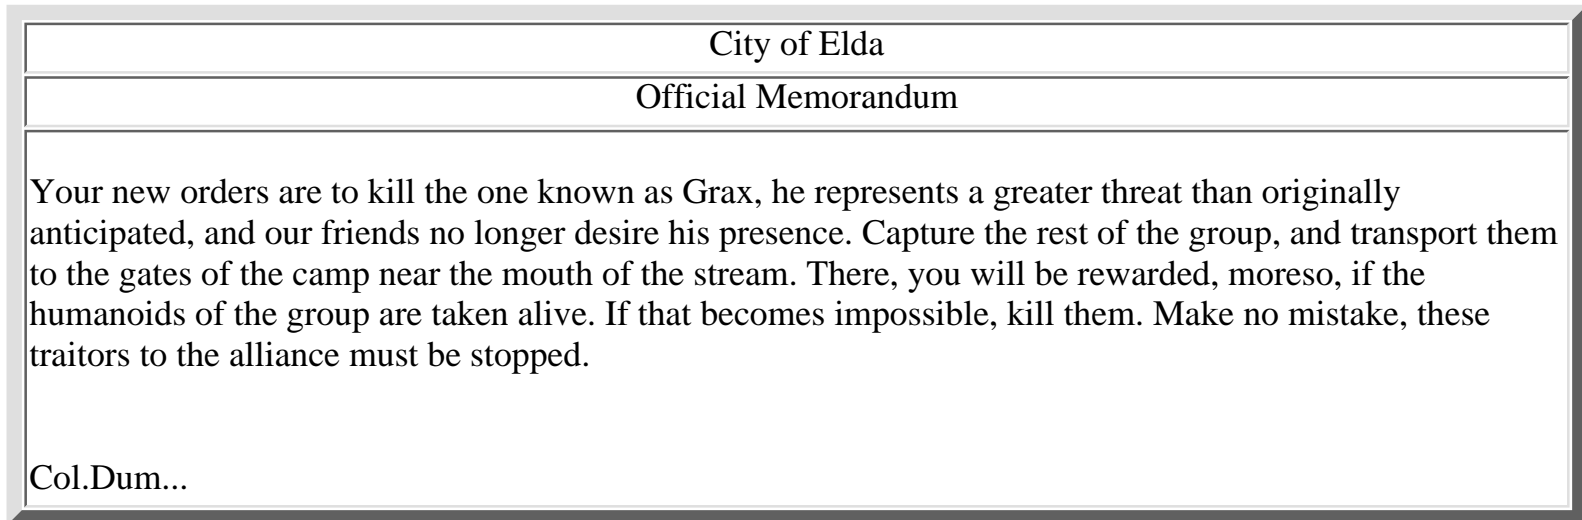 City of Elda
Official Memorandum
Your new orders are to kill the one known as Grax, he represents a greater threat than originally
anticipated, and our friends no longer desire his presence. Capture the rest of the group, and transport them
to the gates of the camp near the mouth of the stream. There, you will be rewarded, moreso, if the
humanoids of the group are taken alive. If that becomes impossible, kill them. Make no mistake, these
traitors to the alliance must be stopped.
Col.Dum...